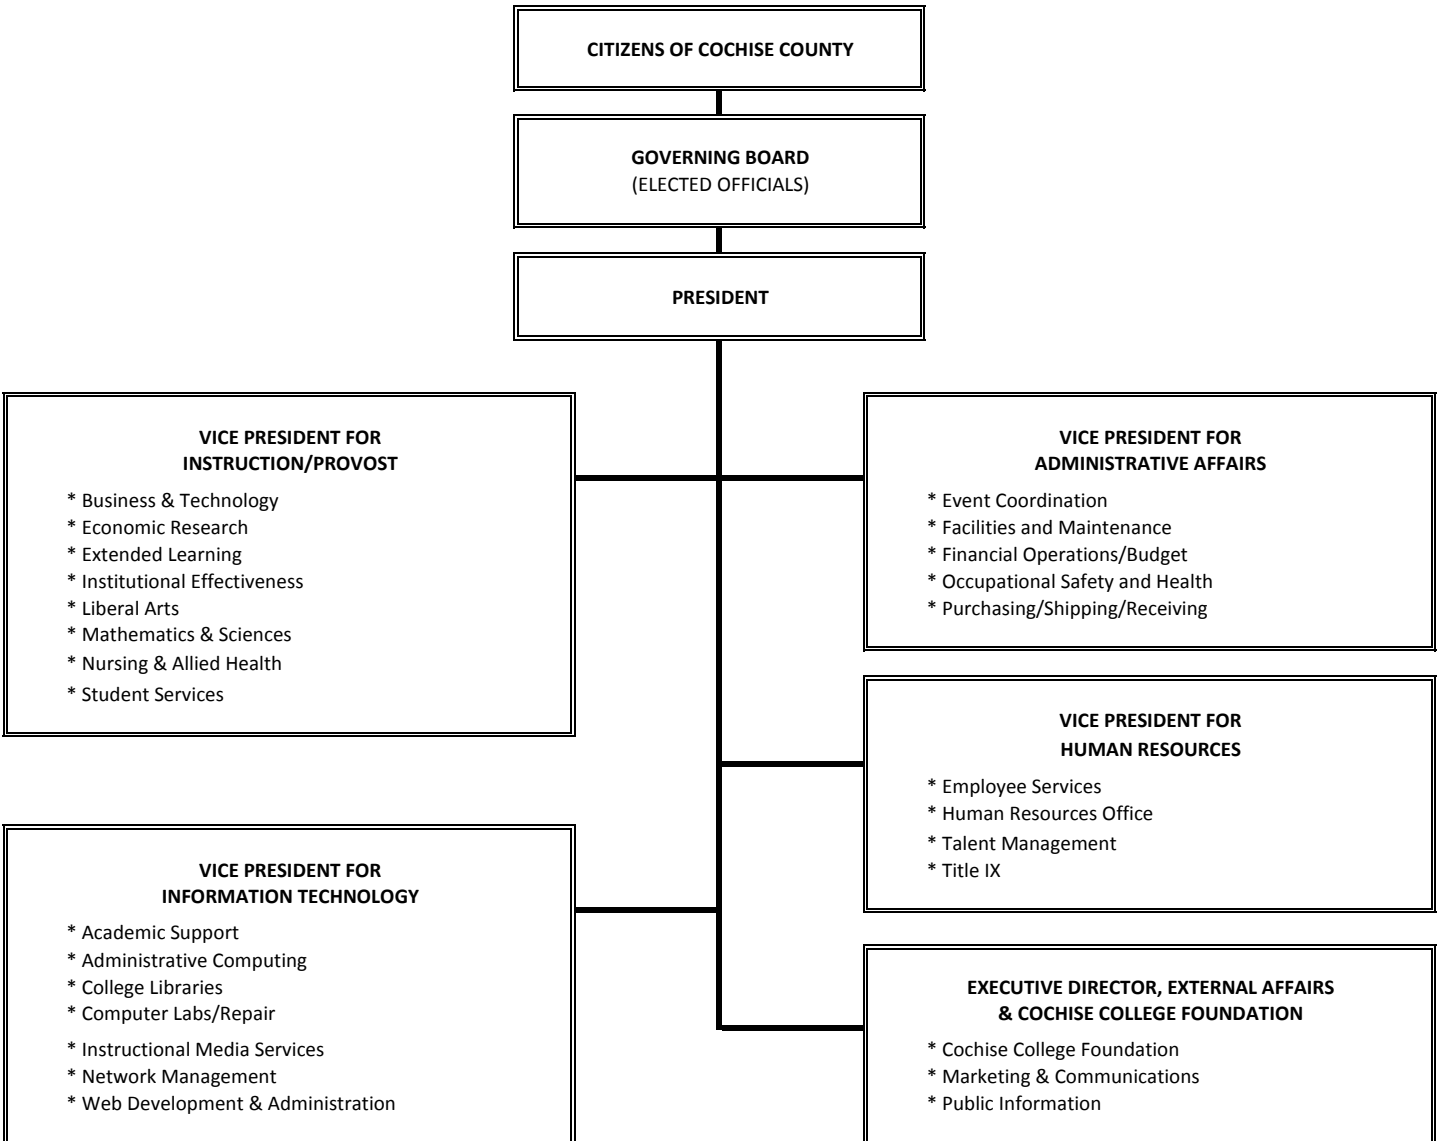 CITIZENS OF COCHISE COUNTY
GOVERNING BOARD
(ELECTED OFFICIALS)
PRESIDENT
VICE PRESIDENT FOR
INSTRUCTION/PROVOST
* Business & Technology
* Economic Research
* Extended Learning
* Institutional Effectiveness
* Liberal Arts
* Mathematics & Sciences
* Nursing & Allied Health
* Student Services
VICE PRESIDENT FOR
ADMINISTRATIVE AFFAIRS
* Event Coordination
* Facilities and Maintenance
* Financial Operations/Budget
* Occupational Safety and Health
* Purchasing/Shipping/Receiving
VICE PRESIDENT FOR
HUMAN RESOURCES
* Employee Services
* Human Resources Office
* Talent Management
* Title IX
VICE PRESIDENT FOR
INFORMATION TECHNOLOGY
* Academic Support
* Administrative Computing
* College Libraries
* Computer Labs/Repair
* Instructional Media Services
* Network Management
* Web Development & Administration
EXECUTIVE DIRECTOR, EXTERNAL AFFAIRS
& COCHISE COLLEGE FOUNDATION
* Cochise College Foundation
* Marketing & Communications
* Public Information